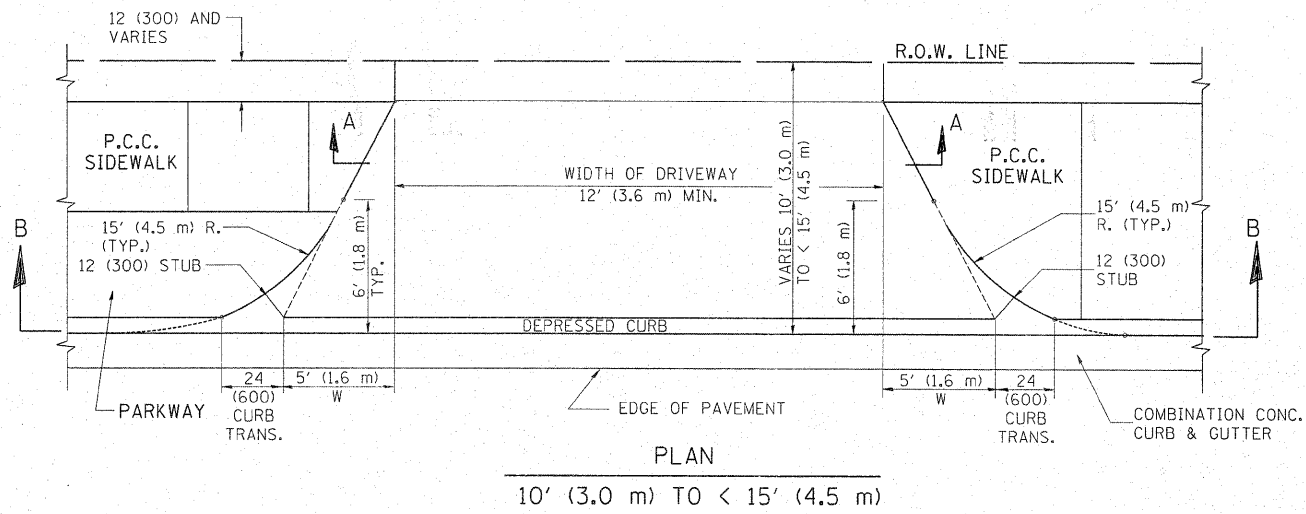 12 (300) AND
VARIES
R.O.W. LINE
A
A
P.C.C.
SIDEWALK
P.C.C.
SIDEWALK
WIDTH OF DRIVEWAY
12' (3.6 m) MIN.
VARIES 10' (3.0 m)
TO < 15' (4.5 m)
15' (4.5 m) R.
(TYP.)
15' (4.5 m)
R. (TYP.)
B
B
12 (300) STUB
12 (300)
STUB
6' (1.8 m)
TYP.
6' (1.8 m)
DEPRESSED CURB
24
(600)
CURB
TRANS.
5' (1.6 m)
W
5' (1.6 m)
W
24
(600)
CURB
TRANS.
PARKWAY
EDGE OF PAVEMENT
COMBINATION CONC.
CURB & GUTTER
PLAN
10' (3.0 m) TO < 15' (4.5 m)